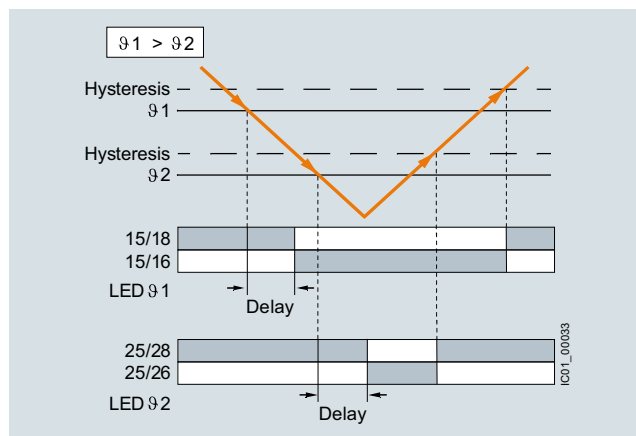 ϑ1 > ϑ2
Hysteresis
ϑ1
Hysteresis
ϑ2
15/18
15/16
LED ϑ1
Delay
25/28
25/26
LED ϑ2
Delay
IC01_00033